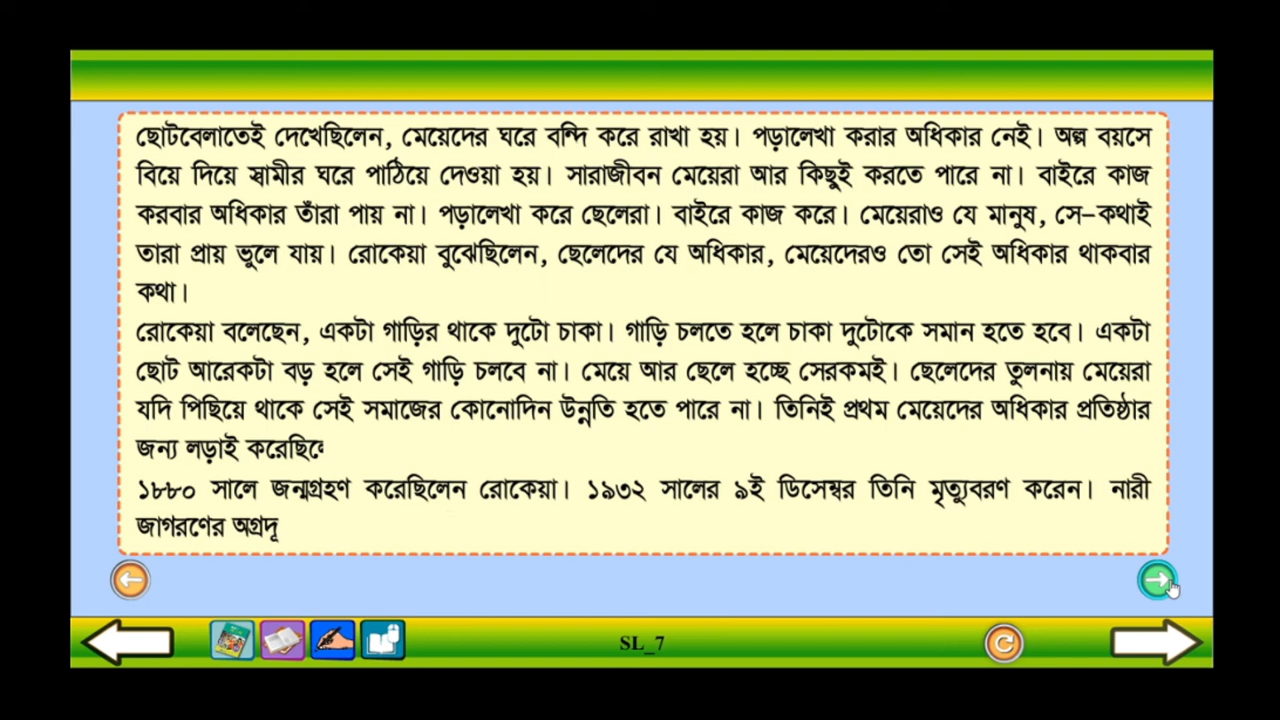 ছোটবেলাতেই দেখেছিলেন, মেয়েদের ঘরে বন্দি করে রাখা হয়। পড়ালেখা করার অধিকার নেই। অল্প বয়সে
বিয়ে দিয়ে স্বামীর ঘরে পাঠিয়ে দেওয়া হয়। সারাজীবন মেয়েরা আর কিছুই করতে পারে না। বাইরে কাজ
করবার অধিকার তাঁরা পায় না। পড়ালেখা করে ছেলেরা। বাইরে কাজ করে। মেয়েরাও যে মানুষ, সে-কথাই
তারা প্রায় ভুলে যায়। রোকেয়া বুঝেছিলেন, ছেলেদের যে অধিকার, মেয়েদেরও তো সেই অধিকার থাকবার
কথা।
রোকেয়া বলেছেন, একটা গাড়ির থাকে দুটো চাকা। গাড়ি চলতে হলে চাকা দুটোকে সমান হতে হবে। একটা
ছোট আরেকটা বড় হলে সেই গাড়ি চলবে না। মেয়ে আর ছেলে হচ্ছে সেরকমই। ছেলেদের তুলনায় মেয়েরা
যদি পিছিয়ে থাকে সেই সমাজের কোনোদিন উন্নতি হতে পারে না। তিনিই প্রথম মেয়েদের অধিকার প্রতিষ্ঠার
জন্য লড়াই
১৮৮০ সালে জন্মগ্রহণ করেছিলেন রোকেয়া। ১৯৩২ সালের ৯ই ডিসেম্বর তিনি মৃত্যুবরণ করেন। নারী
জাগরণের অগ্রদূ
SL_7